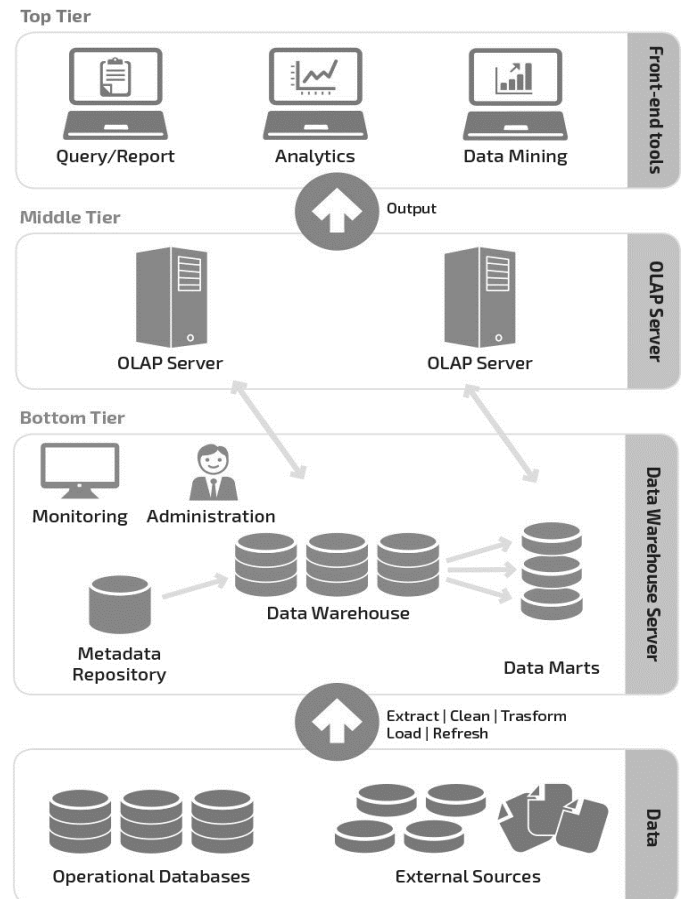 Top Tier
Query/Report
Analytics
Data Mining
Front-end tools
Output
Middle Tier
OLAP Server
OLAP Server
OLAP Server
Bottom Tier
Monitoring
Administration
Data Warehouse
Metadata
Repository
Data Marts
Data Warehouse Server
Extract | Clean | Trasform
Load | Refresh
Operational Databases
External Sources
Data